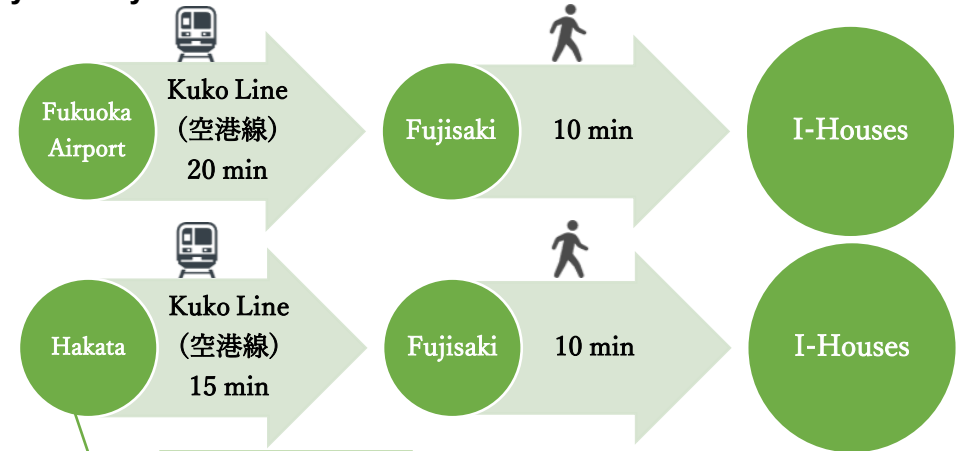 Fukuoka
Airport
Kuko Line
(空港線)
20 min
Fujisaki
10 min
I-Houses
Hakata
Kuko Line
(空港線)
15 min
Fujisaki
10 min
I-Houses